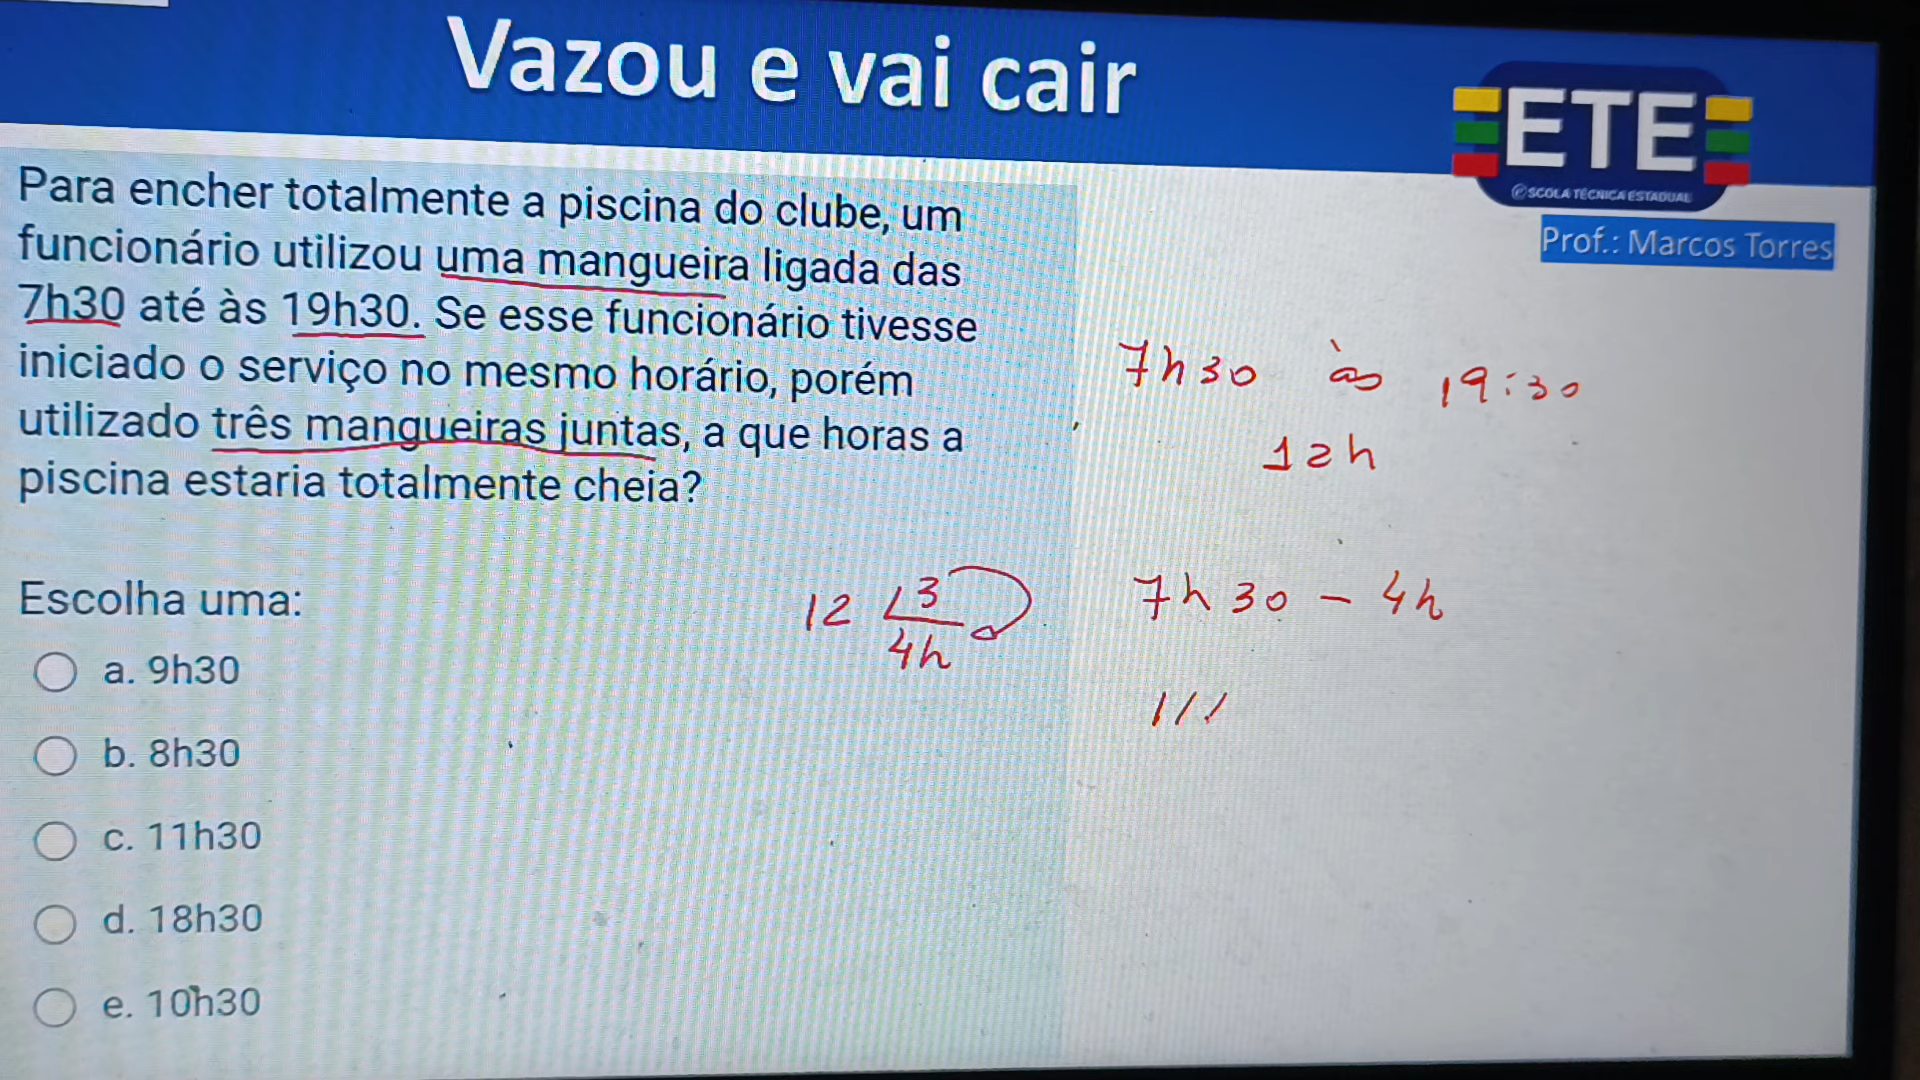 Vazou e vai cair
ETE
ESCOLA TÉCNICA ESTADUAL
Prof.: Marcos Torres
Para encher totalmente a piscina do clube, um
funcionário utilizou uma mangueira ligada das
7h30 até às 19h30. Se esse funcionário tivesse
iniciado o serviço no mesmo horário, porém
utilizado três mangueiras juntas, a que horas a
piscina estaria totalmente cheia?
7h30 às 19:30
12h
12 3
4h
7h30 - 4h
Escolha uma:
a. 9h30
b. 8h30
c. 11h30
d. 18h30
e. 10h30